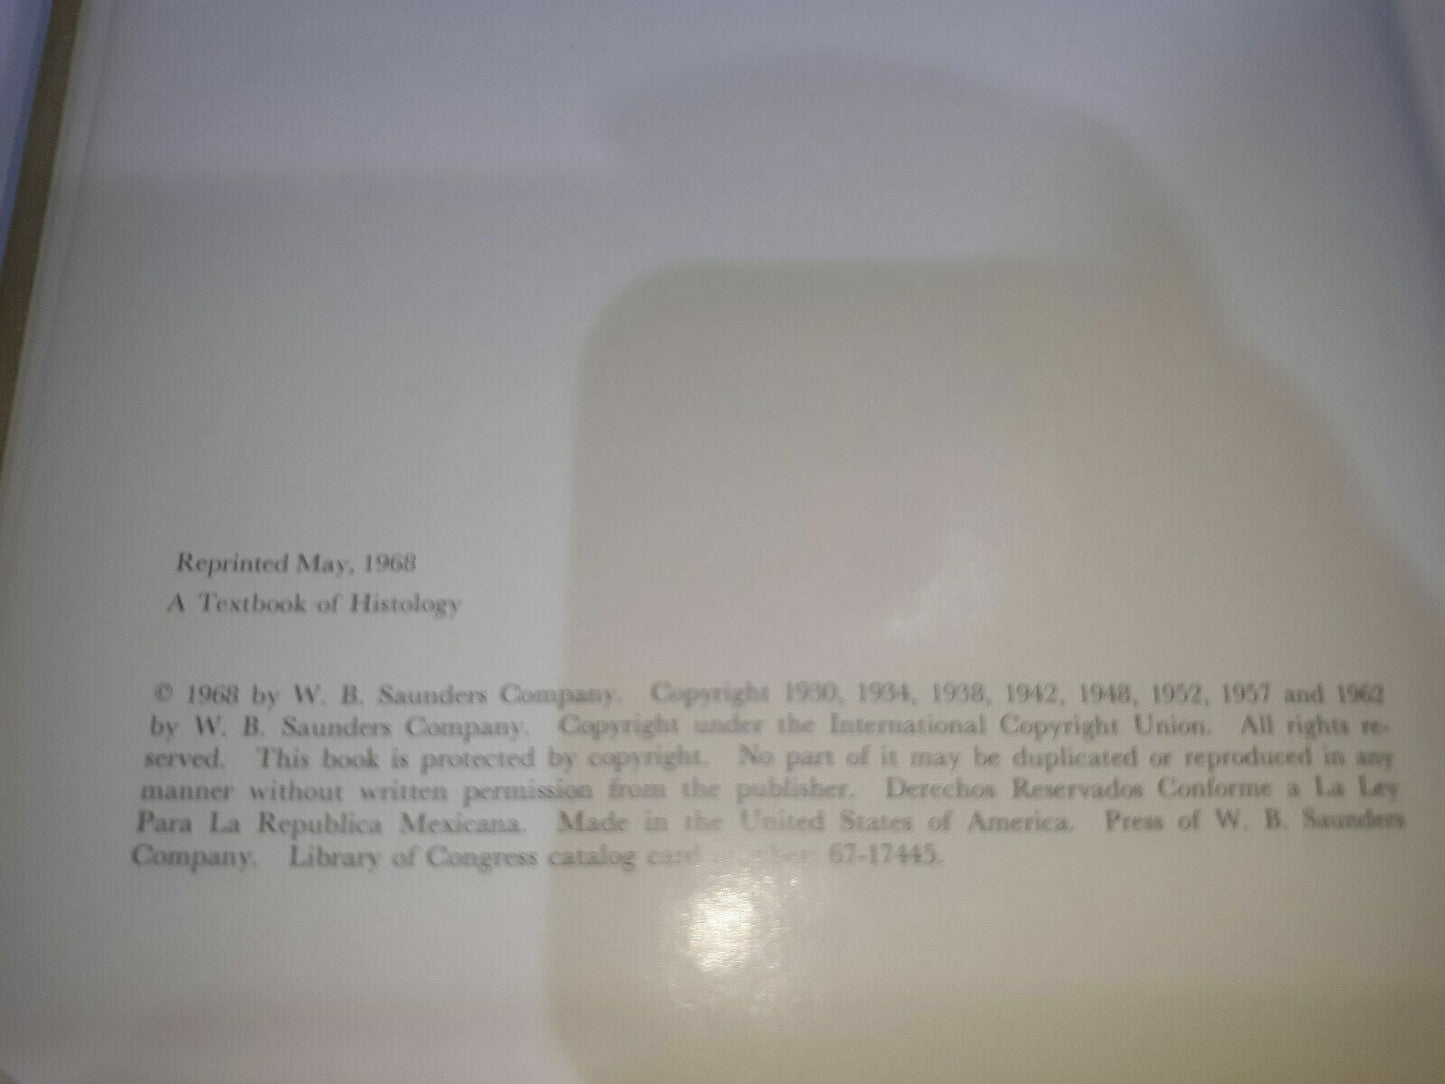 Reprinted May, 1968
A Textbook of Histology
© 1968 by W. B. Saunders Company. Copyright 1930, 1934, 1938, 1942, 1948, 1952, 1957 and 1962
by W. B. Saunders Company. Copyright under the International Copyright Union. All rights re-
served. This book is protected by copyright. No part of it may be duplicated or reproduced in any
manner without written permission from the publisher. Derechos Reservados Conforme a La Ley
Para La Republica Mexicana. Made in the United States of America. Press of W. B. Saunders
Company. Library of Congress catalog card 67-17445.